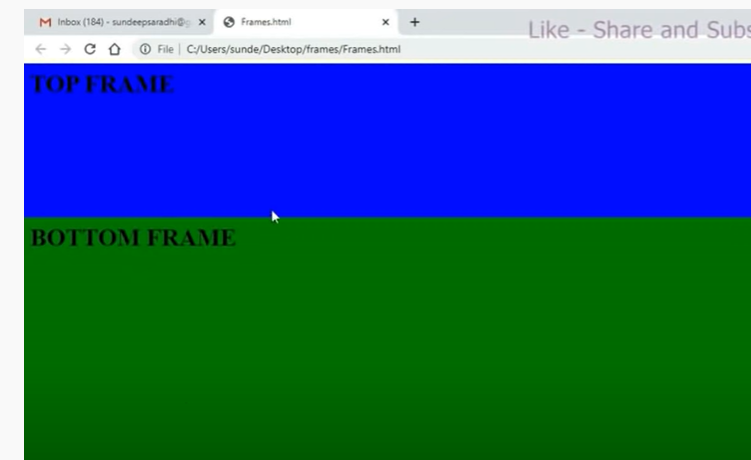 Inbox (184) - sundeepsaradhi@g
Frames.html
Like - Share and Subs
File | C:/Users/sunde/Desktop/frames/Frames.html
TOP FRAME
BOTTOM FRAME